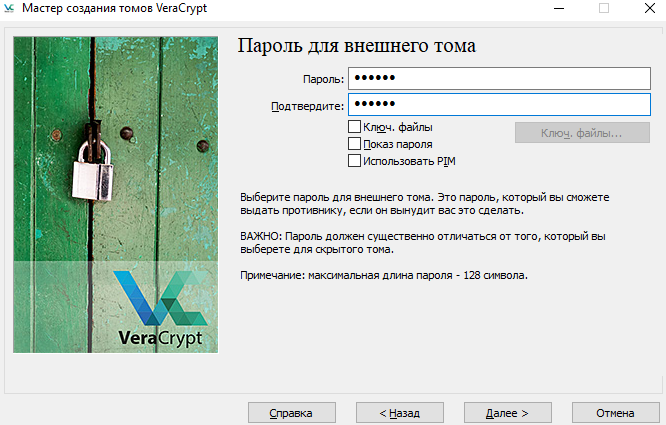 Мастер создания томов VeraCrypt
Пароль для внешнего тома
Пароль: ●●●●●●
Подтвердите: ●●●●●●
Ключ. файлы
Ключ. файлы...
Показ пароля
Использовать PIM
Выберите пароль для внешнего тома. Это пароль, который вы сможете
выдать противнику, если он вынудит вас это сделать.
ВАЖНО: Пароль должен существенно отличаться от того, который вы
выберете для скрытого тома.
Примечание: максимальная длина пароля - 128 символа.
VeraCrypt
Справка
< Назад
Далее >
Отмена